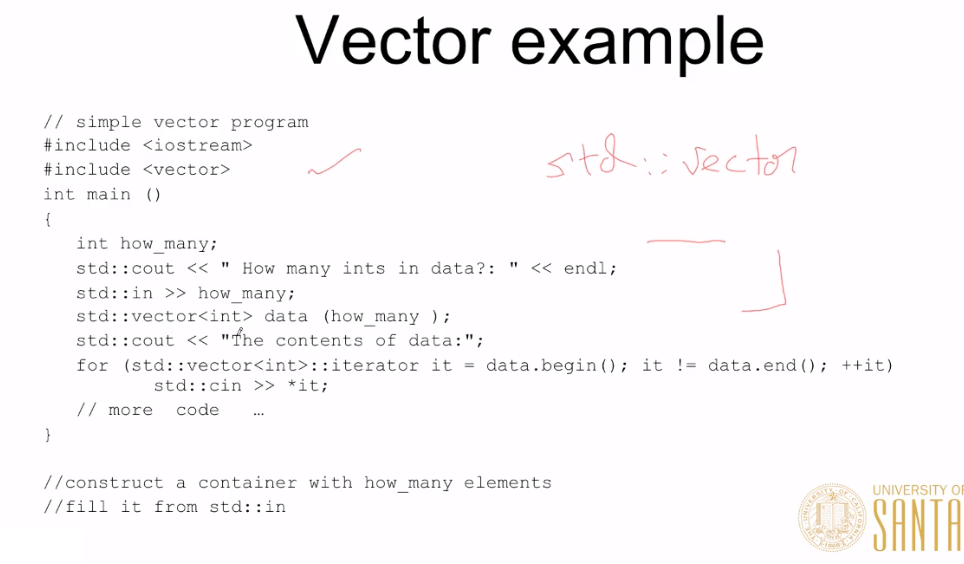 Vector example
// simple vector program
#include <iostream>
#include <vector>
std::vector
int main ()
{
int how_many;
std::cout << " How many ints in data?: " << endl;
std::in >> how_many;
std::vector<int> data (how_many );
std::cout << "The contents of data:";
for (std::vector<int>::iterator it = data.begin(); it != data.end(); ++it)
std::cin >> *it;
// more code …
}
//construct a container with how_many elements
//fill it from std::in
UNIVERSITY OF
SANTA